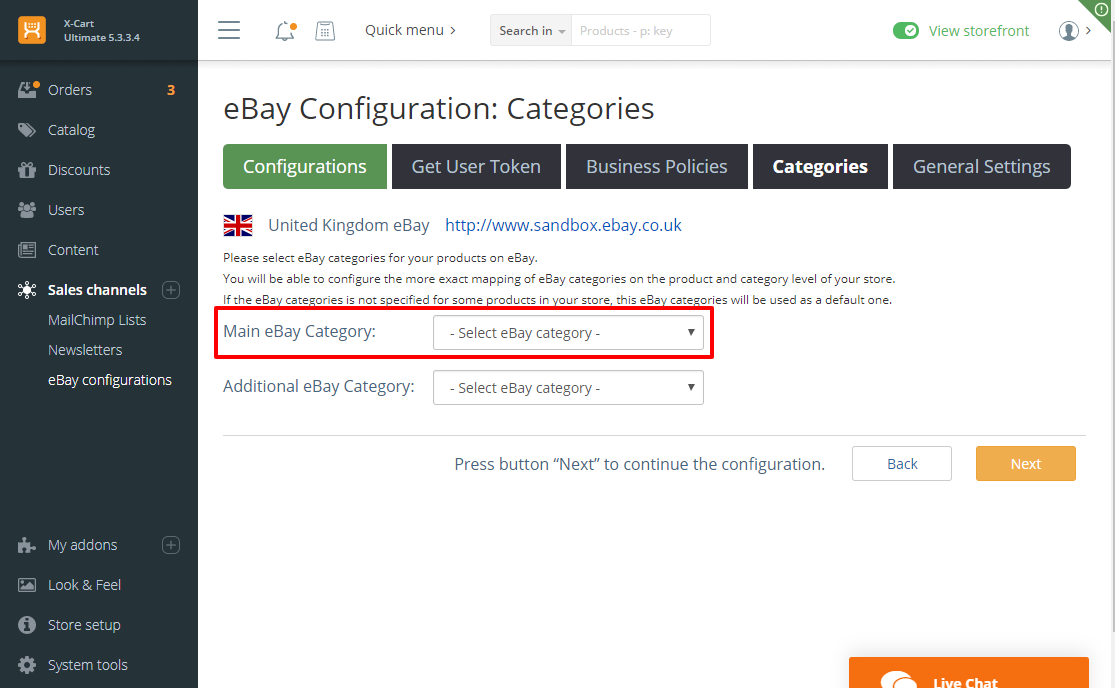 X-Cart
Ultimate 5.3.3.4
Quick menu
Search in
Products - p: key
View storefront
Orders 3
Catalog
Discounts
Users
Content
Sales channels
MailChimp Lists
Newsletters
eBay configurations
My addons
Look & Feel
Store setup
System tools
eBay Configuration: Categories
Configurations
Get User Token
Business Policies
Categories
General Settings
United Kingdom eBay http://www.sandbox.ebay.co.uk
Please select eBay categories for your products on eBay.
You will be able to configure the more exact mapping of eBay categories on the product and category level of your store.
If the eBay categories is not specified for some products in your store, this eBay categories will be used as a default one.
Main eBay Category: - Select eBay category -
Additional eBay Category: - Select eBay category -
Press button “Next” to continue the configuration.
Back
Next
Live Chat